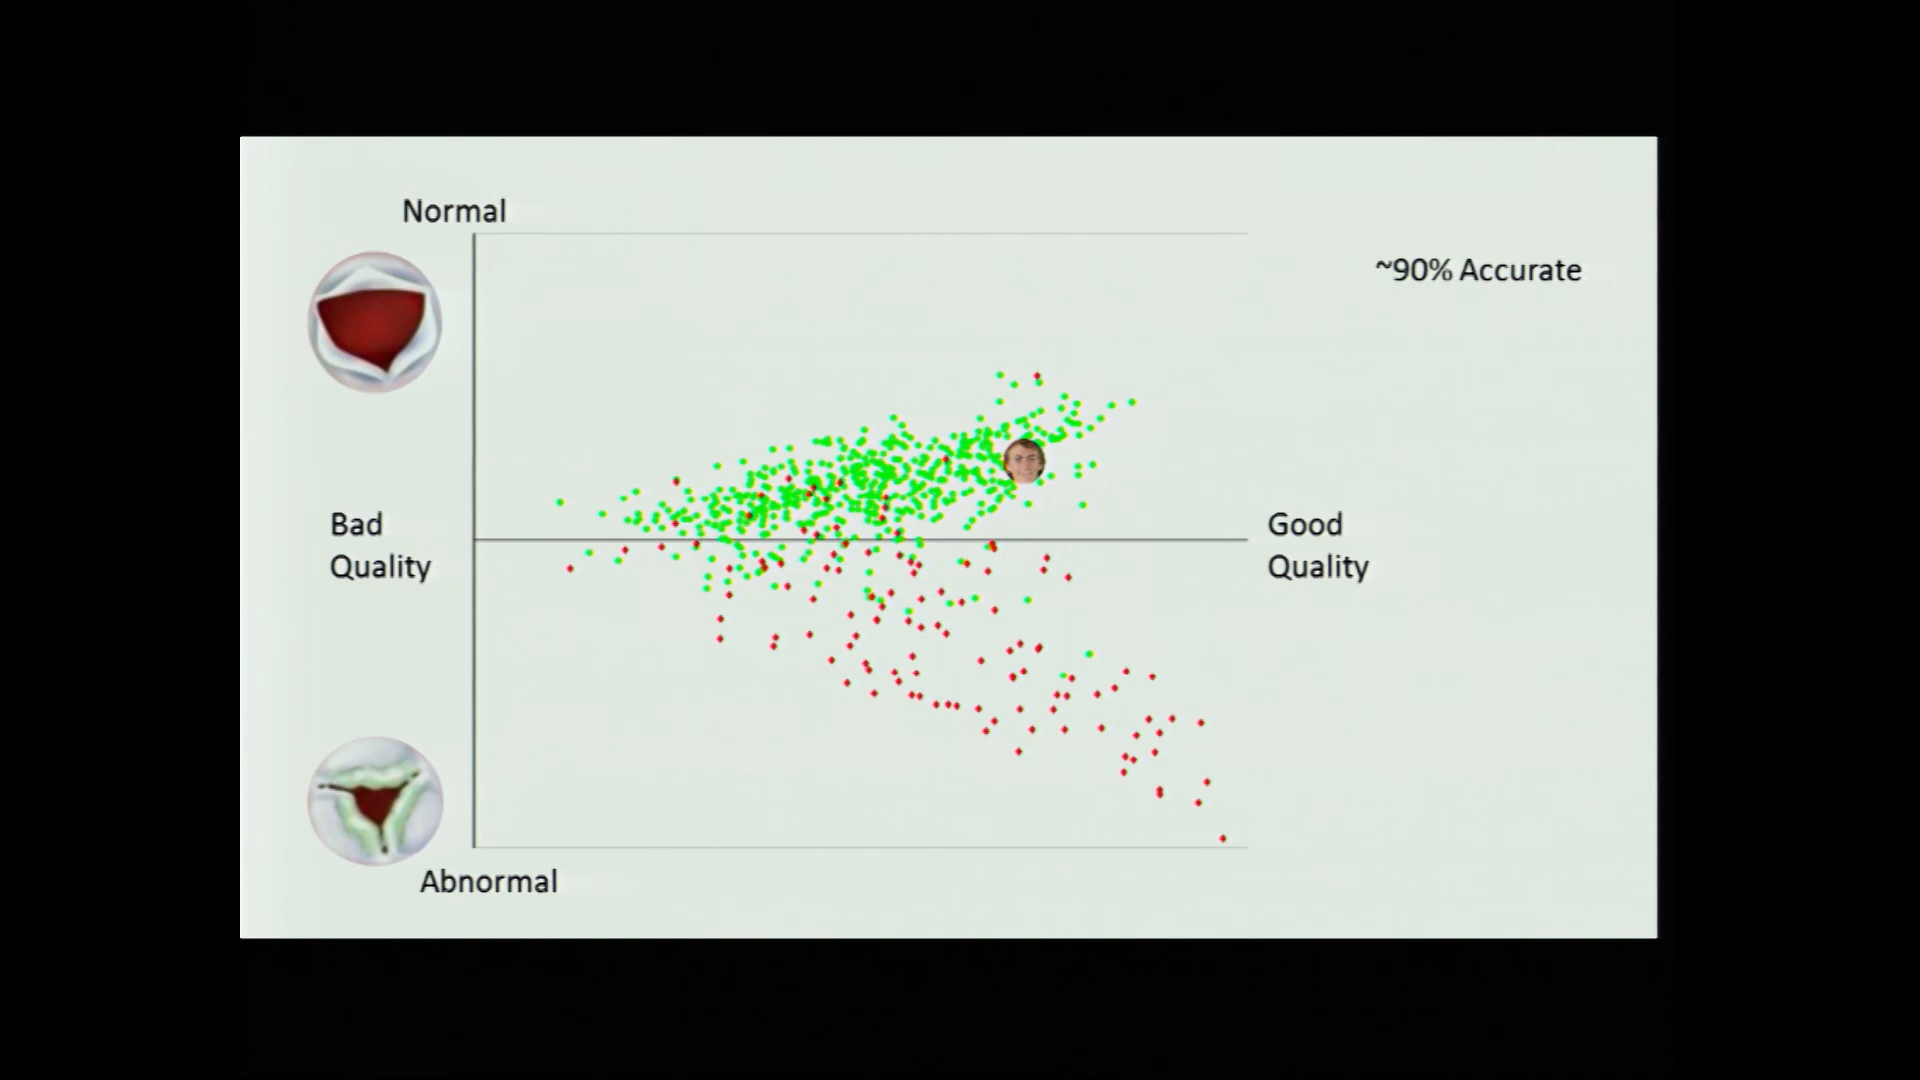 Normal
~90% Accurate
Bad
Quality
Good
Quality
Abnormal